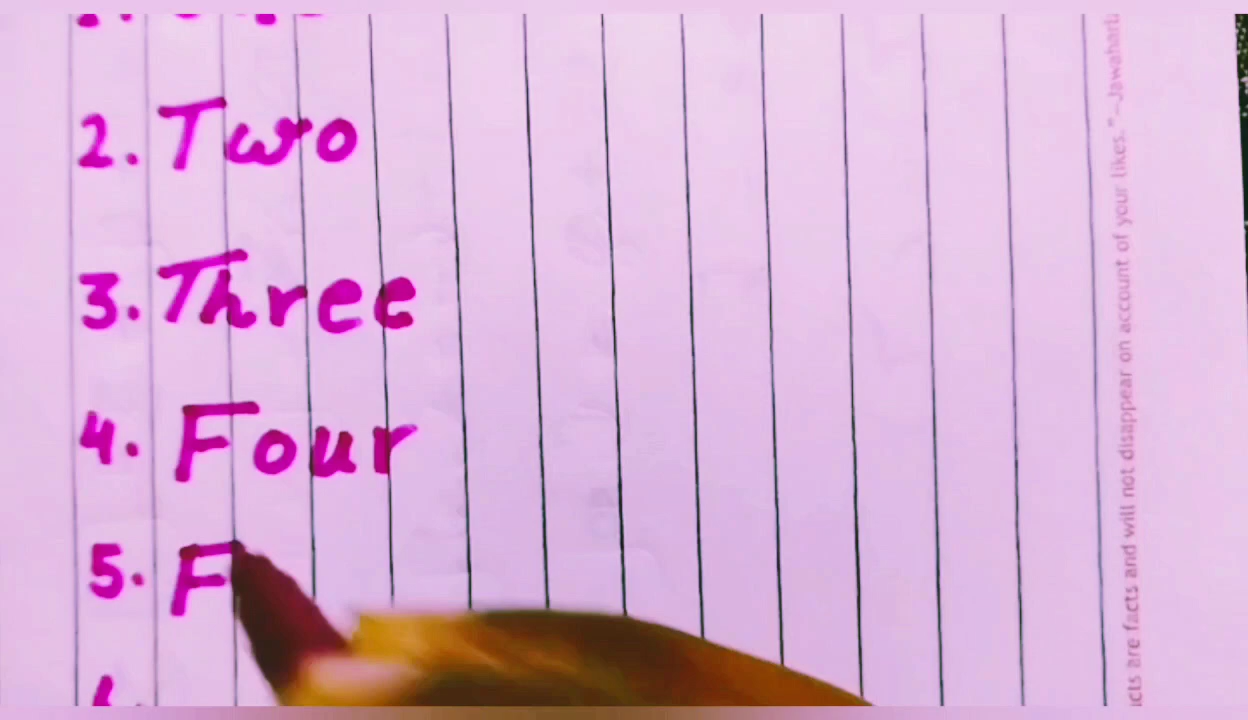 2. Two
3. Three
4. Four
5. F
acts are facts and will not disappear on account of your likes."–Jawaharl